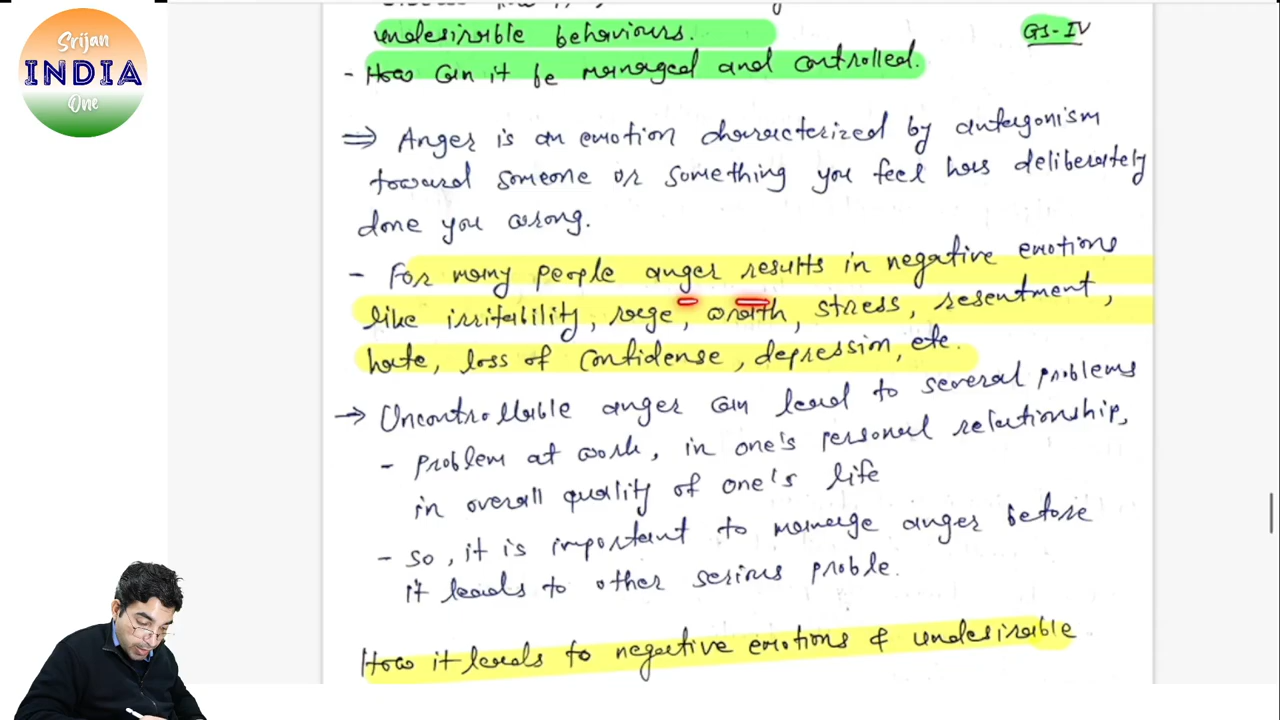 Srijan
INDIA
One
undesirable behaviours.
GS-IV
- How can it be managed and controlled.
⇒ Anger is an emotion characterized by antagonism
toward someone or something you feel has deliberately
done you wrong.
- For many people anger results in negative emotions
like irritability, rage, wrath, stress, resentment,
hate, loss of confidense, depression, etc.
→ Uncontrollable anger can lead to several problems
- Problem at work, in one's personal relationship,
in overall quality of one's life
- So, it is important to manage anger before
it leads to other serious proble.
How it leads to negative emotions & undesirable